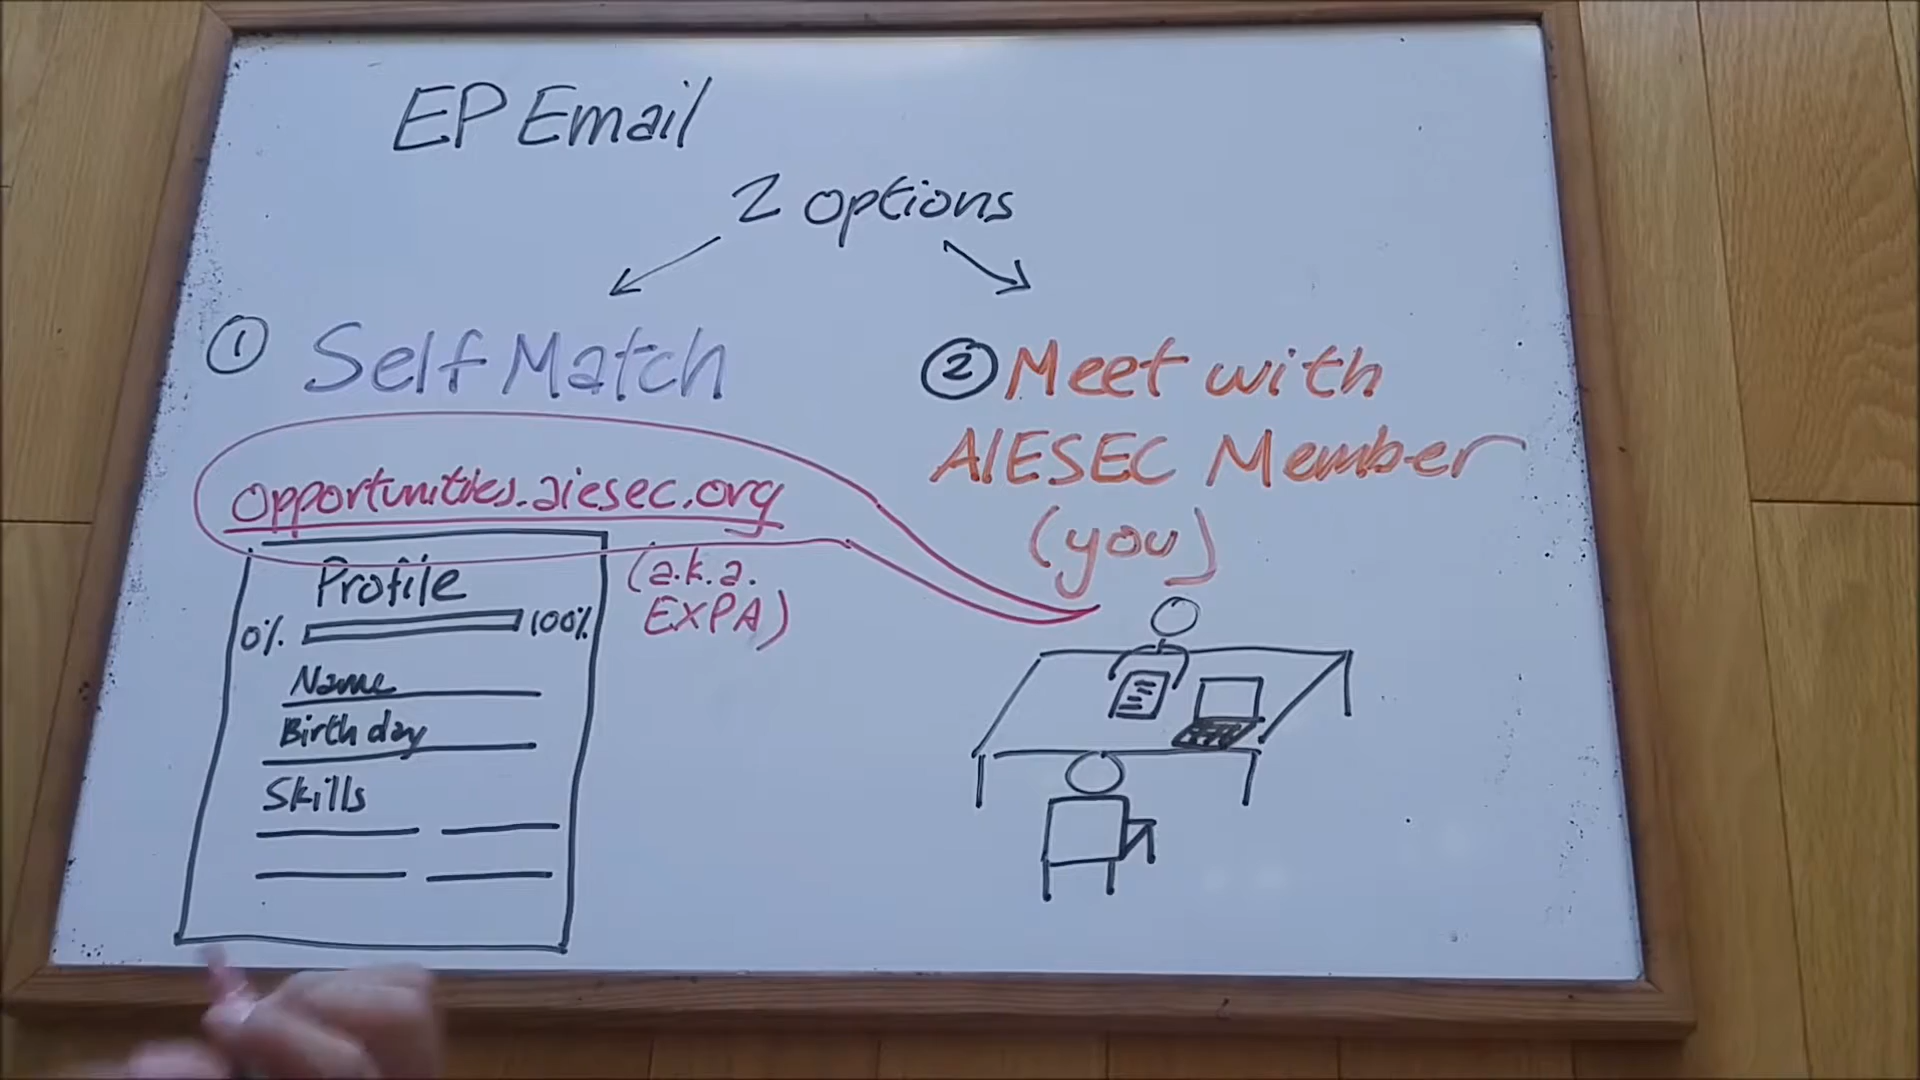 EP Email
2 options
① Self Match
opportunities.aiesec.org
(a.k.a.
EXPA)
Profile
0% 100%
Name
Birthday
Skills
② Meet with
AIESEC Member
(you)